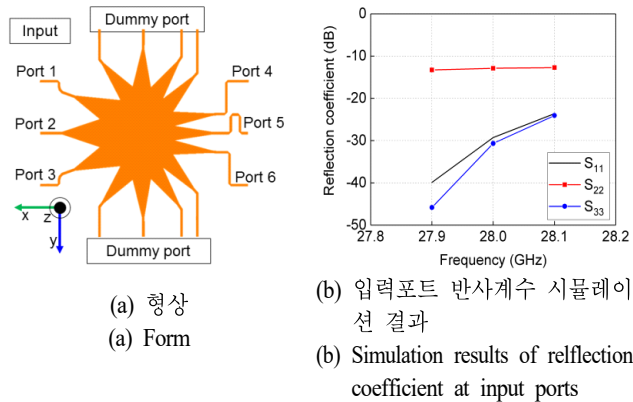 Dummy port
Input
Port 1
Port 2
Port 3
Port 4
Port 5
Port 6
x
z
y
Dummy port
(a) 형상
(a) Form
Reflection coefficient (dB)
0
-10
-20
-30
-40
-50
27.8
27.9
28.0
28.1
28.2
Frequency (GHz)
S11
S22
S33
(b) 입력포트 반사계수 시뮬레이
션 결과
(b) Simulation results of relflection
coefficient at input ports